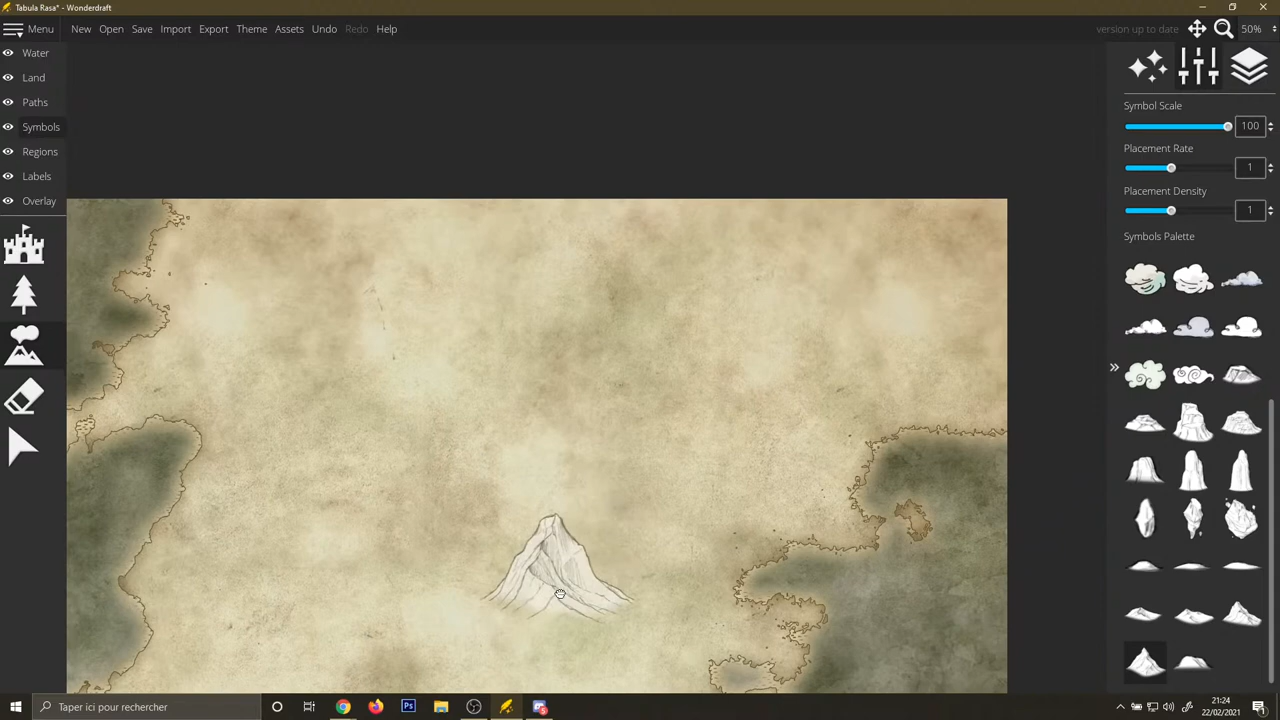 Tabula Rasa* - Wonderdraft
Menu New Open Save Import Export Theme Assets Undo Redo Help version up to date 50%
Water
Land
Paths
Symbols
Regions
Labels
Overlay
Symbol Scale
100
Placement Rate
1
Placement Density
1
Symbols Palette
Taper ici pour rechercher
Ps
21:24
22/02/2021
1